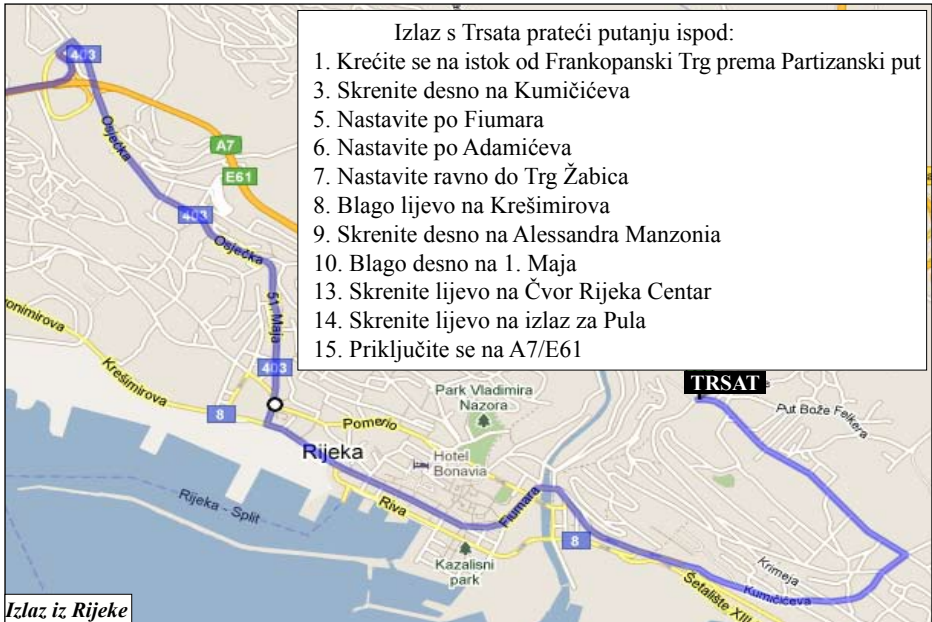 Izlaz s Trsata prateći putanju ispod:
1. Krećite se na istok od Frankopanski Trg prema Partizanski put
3. Skrenite desno na Kumičićeva
5. Nastavite po Fiumara
6. Nastavite po Adamićeva
7. Nastavite ravno do Trg Žabica
8. Blago lijevo na Krešimirova
9. Skrenite desno na Alessandra Manzonia
10. Blago desno na 1. Maja
13. Skrenite lijevo na Čvor Rijeka Centar
14. Skrenite lijevo na izlaz za Pula
15. Priključite se na A7/E61
403
Osječka
A7
E61
403
Osječka
51. Maja
onimirova
403
Krešimirova
8
Pomerio
Rijeka
Park Vladimira
Nazora
Hotel
Bonavia
TRSAT
Put Bože Felkera
Rijeka - Split
Riva
Fiumara
8
Kazalisni
park
Krimeja
Kumičićeva
Šetalište XIII
Izlaz iz Rijeke